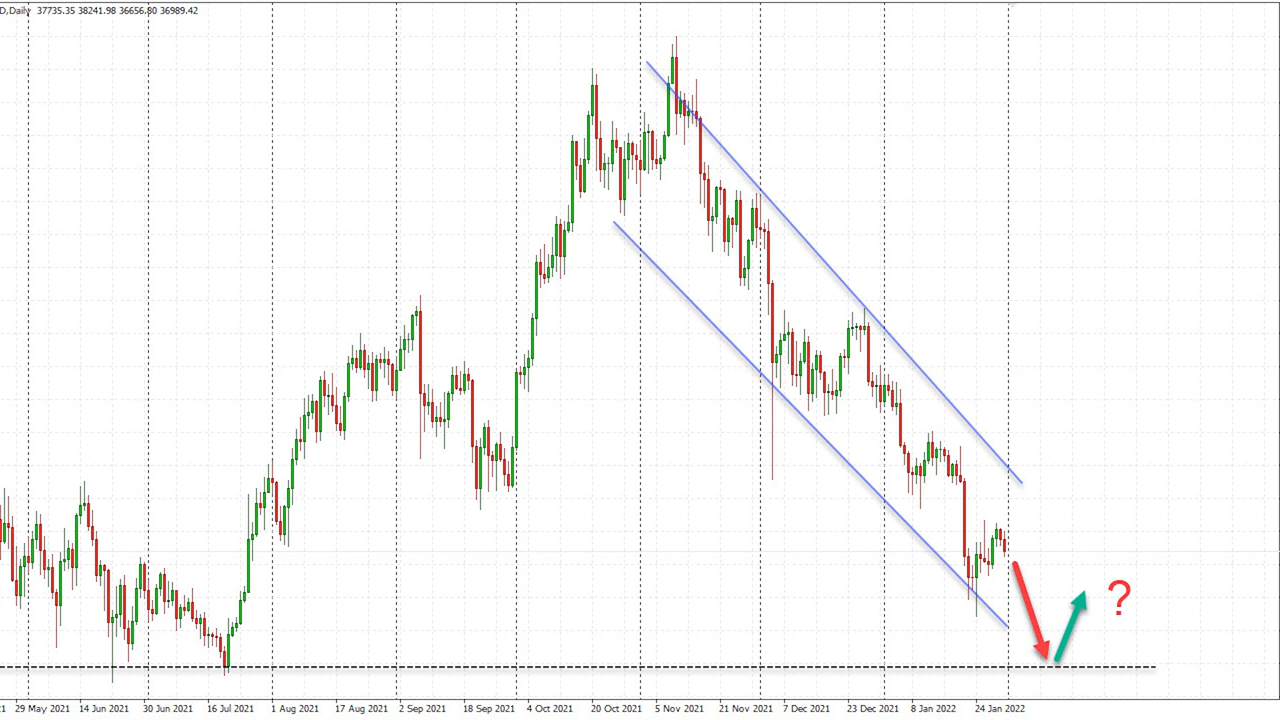 D,Daily 37735.35 38241.98 36656.80 36989.42
?
29 May 2021 14 Jun 2021 30 Jun 2021 16 Jul 2021 1 Aug 2021 17 Aug 2021 2 Sep 2021 18 Sep 2021 4 Oct 2021 20 Oct 2021 5 Nov 2021 21 Nov 2021 7 Dec 2021 23 Dec 2021 8 Jan 2022 24 Jan 2022